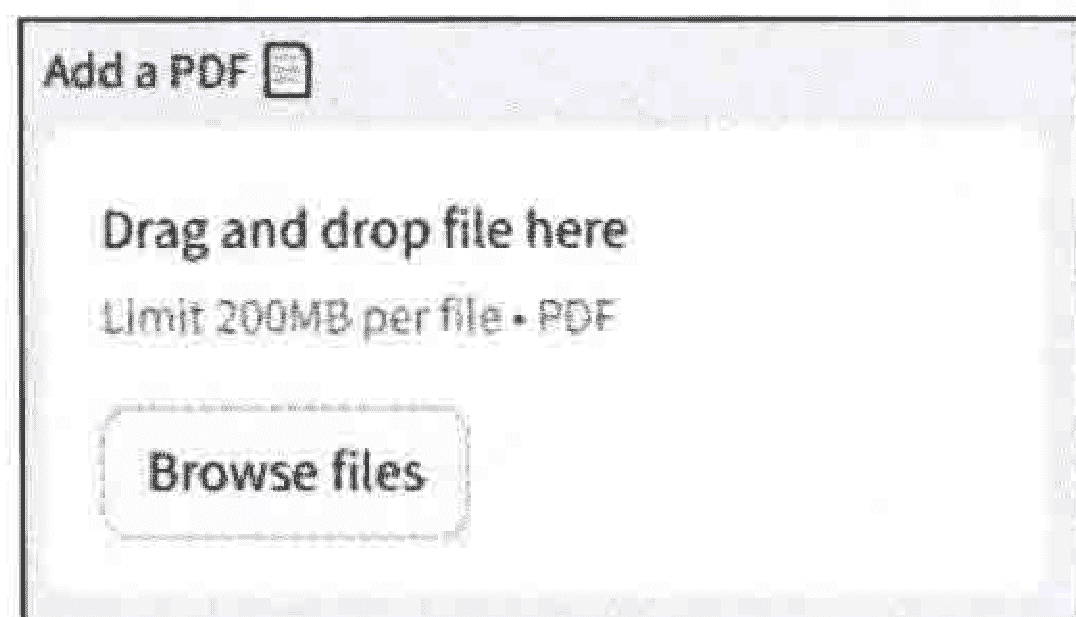 Add a PDF
Drag and drop file here
Limit 200MB per file • PDF
Browse files